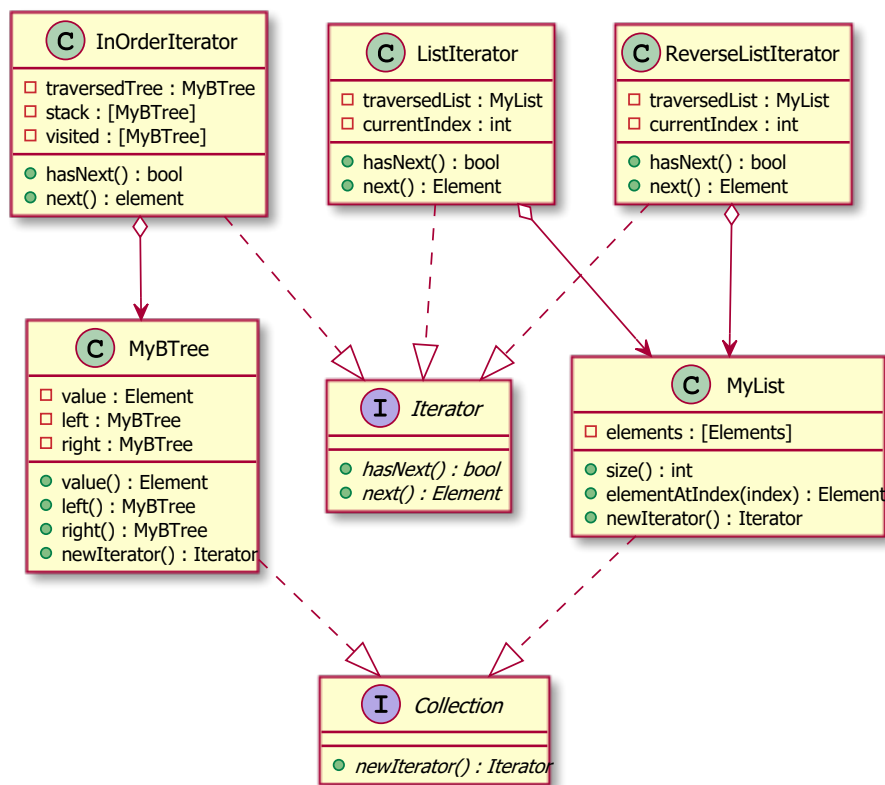 C InOrderIterator
traversedTree : MyBTree
stack : [MyBTree]
visited : [MyBTree]
hasNext() : bool
next() : element
C ListIterator
traversedList : MyList
currentIndex : int
hasNext() : bool
next() : Element
C ReverseListIterator
traversedList : MyList
currentIndex : int
hasNext() : bool
next() : Element
C MyBTree
value : Element
left : MyBTree
right : MyBTree
value() : Element
left() : MyBTree
right() : MyBTree
newIterator() : Iterator
I Iterator
hasNext() : bool
next() : Element
C MyList
elements : [Elements]
size() : int
elementAtIndex(index) : Element
newIterator() : Iterator
I Collection
newIterator() : Iterator